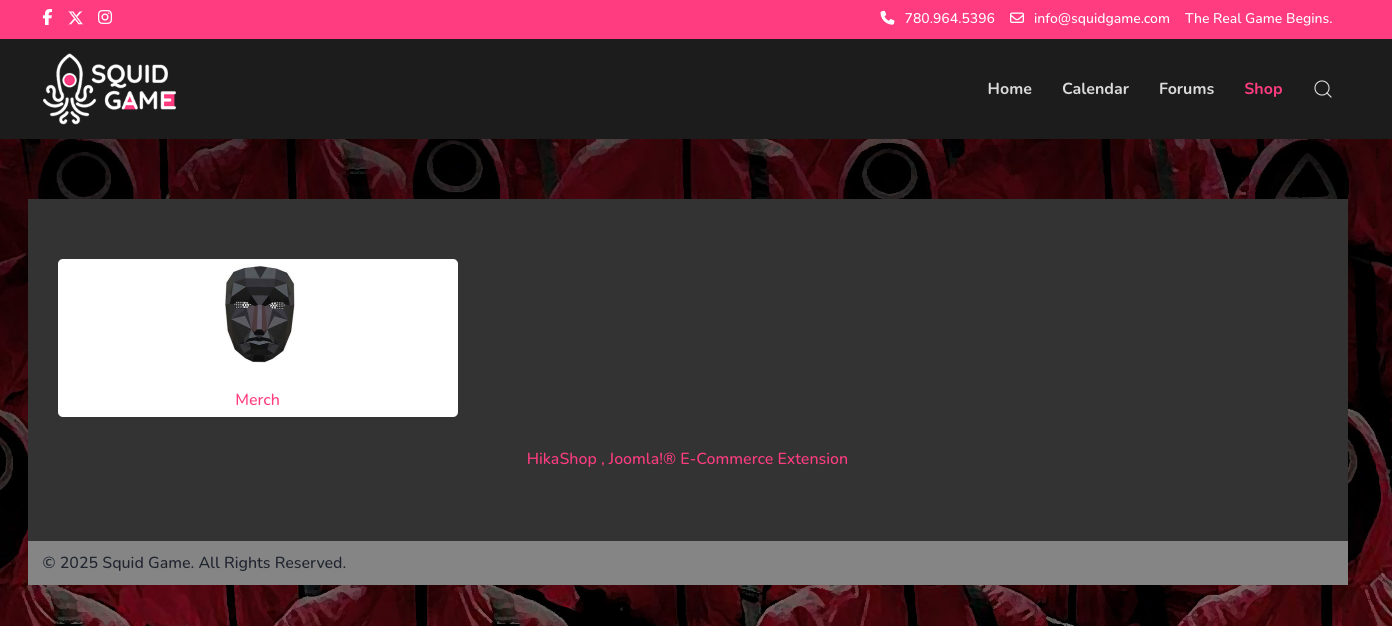 780.964.5396 info@squidgame.com The Real Game Begins.
SQUID
GAME
Home Calendar Forums Shop
Merch
HikaShop , Joomla!® E-Commerce Extension
© 2025 Squid Game. All Rights Reserved.